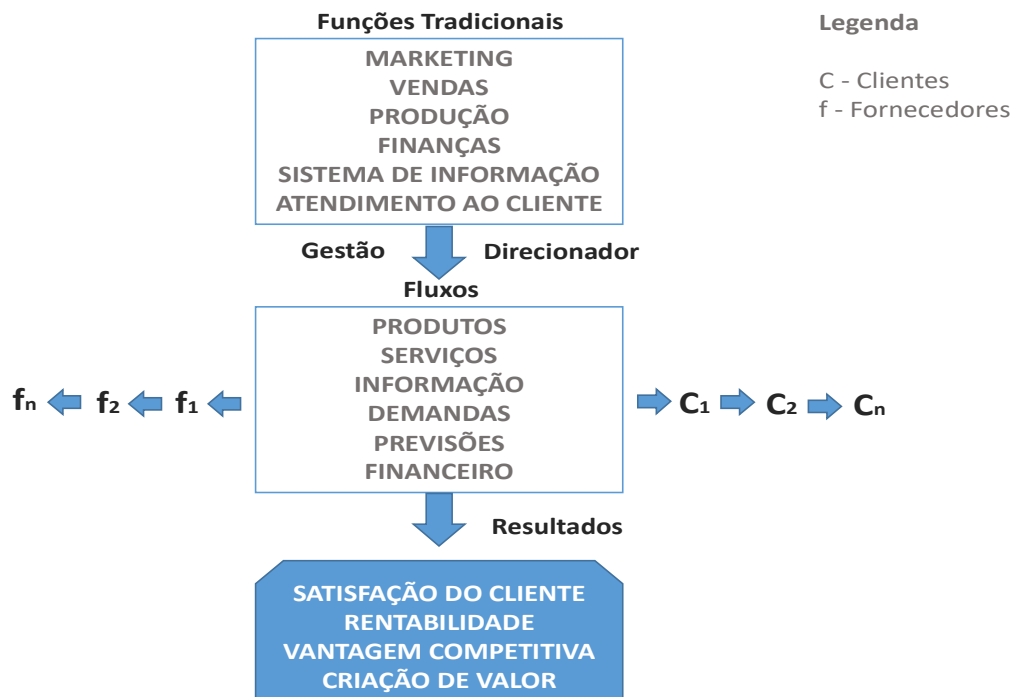 Funções Tradicionais
MARKETING
VENDAS
PRODUÇÃO
FINANÇAS
SISTEMA DE INFORMAÇÃO
ATENDIMENTO AO CLIENTE
Legenda
C - Clientes
f - Fornecedores
Gestão
Direcionador
Fluxos
PRODUTOS
SERVIÇOS
INFORMAÇÃO
DEMANDAS
PREVISÕES
FINANCEIRO
fn f2 f1
C1 C2 Cn
Resultados
SATISFAÇÃO DO CLIENTE
RENTABILIDADE
VANTAGEM COMPETITIVA
CRIAÇÃO DE VALOR